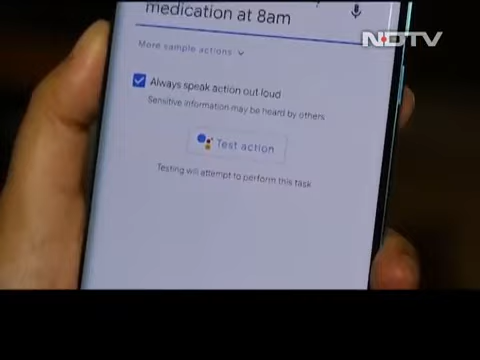 medication at 8am
NDTV
More sample actions
Always speak action out loud
Sensitive information may be heard by others
Test action
Testing will attempt to perform this task